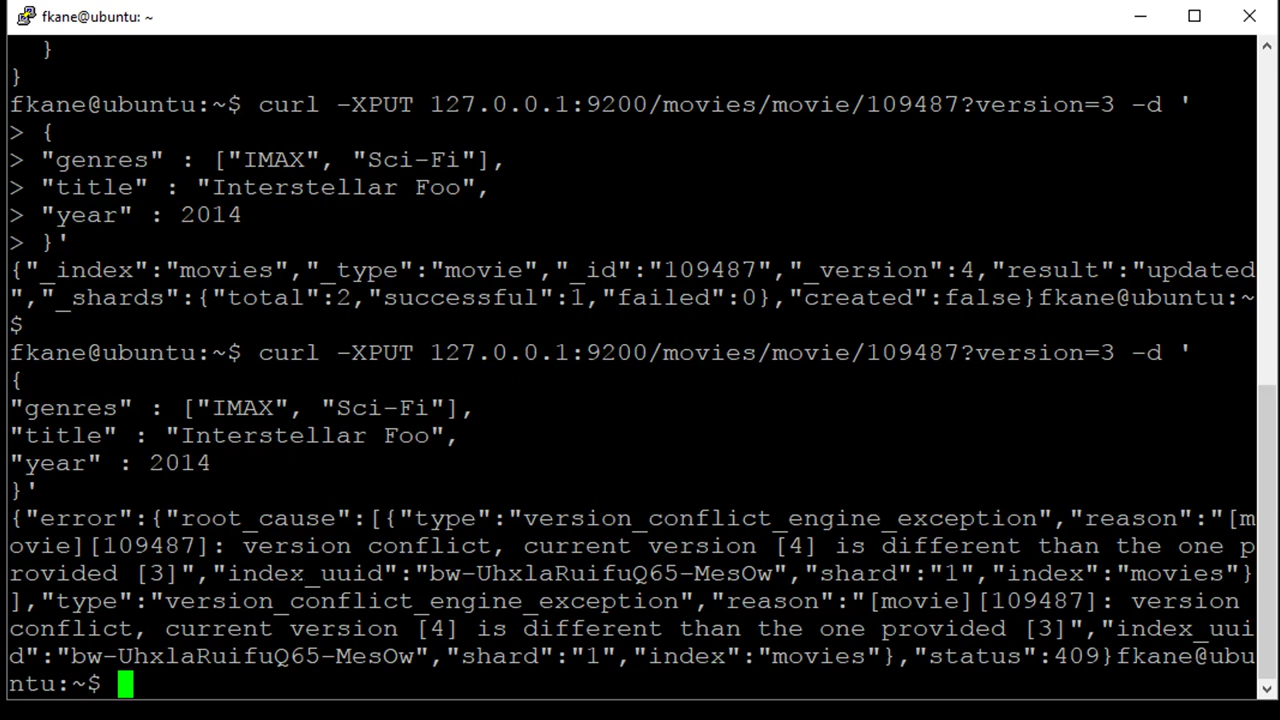 fkane@ubuntu: ~
}
}
fkane@ubuntu:~$ curl -XPUT 127.0.0.1:9200/movies/movie/109487?version=3 -d '
> {
> "genres" : ["IMAX", "Sci-Fi"],
> "title" : "Interstellar Foo",
> "year" : 2014
> }'
{"_index":"movies","_type":"movie","_id":"109487","_version":4,"result":"updated
","_shards":{"total":2,"successful":1,"failed":0},"created":false}fkane@ubuntu:~
$
fkane@ubuntu:~$ curl -XPUT 127.0.0.1:9200/movies/movie/109487?version=3 -d '
{
"genres" : ["IMAX", "Sci-Fi"],
"title" : "Interstellar Foo",
"year" : 2014
}'
{"error":{"root_cause":[{"type":"version_conflict_engine_exception","reason":"[m
ovie][109487]: version conflict, current version [4] is different than the one p
rovided [3]","index_uuid":"bw-UhxlaRuifuQ65-MesOw","shard":"1","index":"movies"}
],"type":"version_conflict_engine_exception","reason":"[movie][109487]: version
conflict, current version [4] is different than the one provided [3]","index_uui
d":"bw-UhxlaRuifuQ65-MesOw","shard":"1","index":"movies"},"status":409}fkane@ubu
ntu:~$